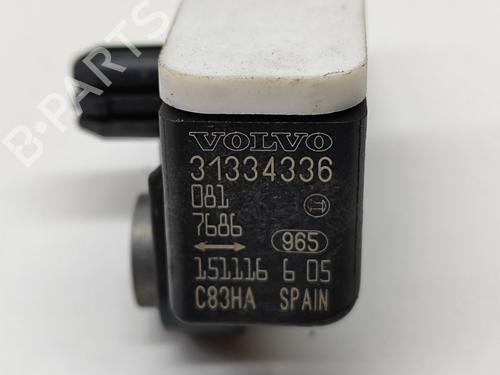 B-PARTS
VOLVO
31334336
081
7686
965
151116 6 05
C83HA SPAIN